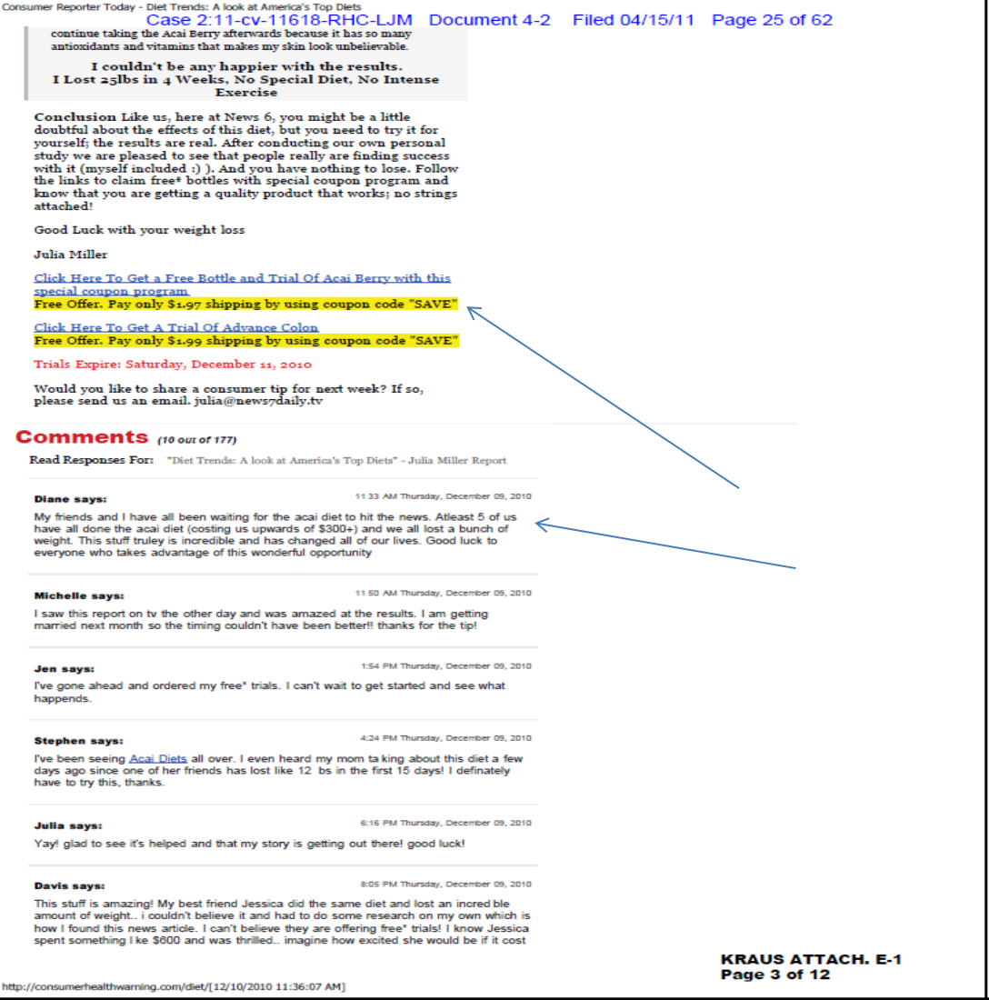 Consumer Reporter Today - Diet Trends: A look at America's Top Diets
Case 2:11-cv-11618-RHC-LJM Document 4-2 Filed 04/15/11 Page 25 of 62
continue taking the Acai Berry afterwards because it has so many
antioxidants and vitamins that makes my skin look unbelievable.
I couldn't be any happier with the results.
I Lost 25lbs in 4 Weeks, No Special Diet, No Intense
Exercise
Conclusion Like us, here at News 6, you might be a little
doubtful about the effects of this diet, but you need to try it for
yourself; the results are real. After conducting our own personal
study we are pleased to see that people really are finding success
with it (myself included :) ). And you have nothing to lose. Follow
the links to claim free* bottles with special coupon program and
know that you are getting a quality product that works; no strings
attached!
Good Luck with your weight loss
Julia Miller
Click Here To Get a Free Bottle and Trial Of Acai Berry with this
special coupon program
Free Offer. Pay only $1.97 shipping by using coupon code "SAVE"
Click Here To Get A Trial Of Advance Colon
Free Offer. Pay only $1.99 shipping by using coupon code "SAVE"
Trials Expire: Saturday, December 11, 2010
Would you like to share a consumer tip for next week? If so,
please send us an email. julia@news7daily.tv
Comments (10 out of 177)
Read Responses For: "Diet Trends: A look at America's Top Diets" - Julia Miller Report
Diane says: 11 33 AM Thursday, December 09, 2010
My friends and I have all been waiting for the acai diet to hit the news. Atleast 5 of us
have all done the acai diet (costing us upwards of $300+) and we all lost a bunch of
weight. This stuff truley is incredible and has changed all of our lives. Good luck to
everyone who takes advantage of this wonderful opportunity
Michelle says: 11 50 AM Thursday, December 09, 2010
I saw this report on tv the other day and was amazed at the results. I am getting
married next month so the timing couldn't have been better!! thanks for the tip!
Jen says: 1:54 PM Thursday, December 09, 2010
I've gone ahead and ordered my free* trials. I can't wait to get started and see what
happends.
Stephen says: 4:24 PM Thursday, December 09, 2010
I've been seeing Acai Diets all over. I even heard my mom ta king about this diet a few
days ago since one of her friends has lost like 12 bs in the first 15 days! I definately
have to try this, thanks.
Julia says: 6:16 PM Thursday, December 09, 2010
Yay! glad to see it's helped and that my story is getting out there! good luck!
Davis says: 8:05 PM Thursday, December 09, 2010
This stuff is amazing! My best friend Jessica did the same diet and lost an incred ble
amount of weight.. i couldn't believe it and had to do some research on my own which is
how I found this news article. I can't believe they are offering free* trials! I know Jessica
spent something l ke $600 and was thrilled.. imagine how excited she would be if it cost
KRAUS ATTACH. E-1
Page 3 of 12
http://consumerhealthwarning.com/diet/[12/10/2010 11:36:07 AM]